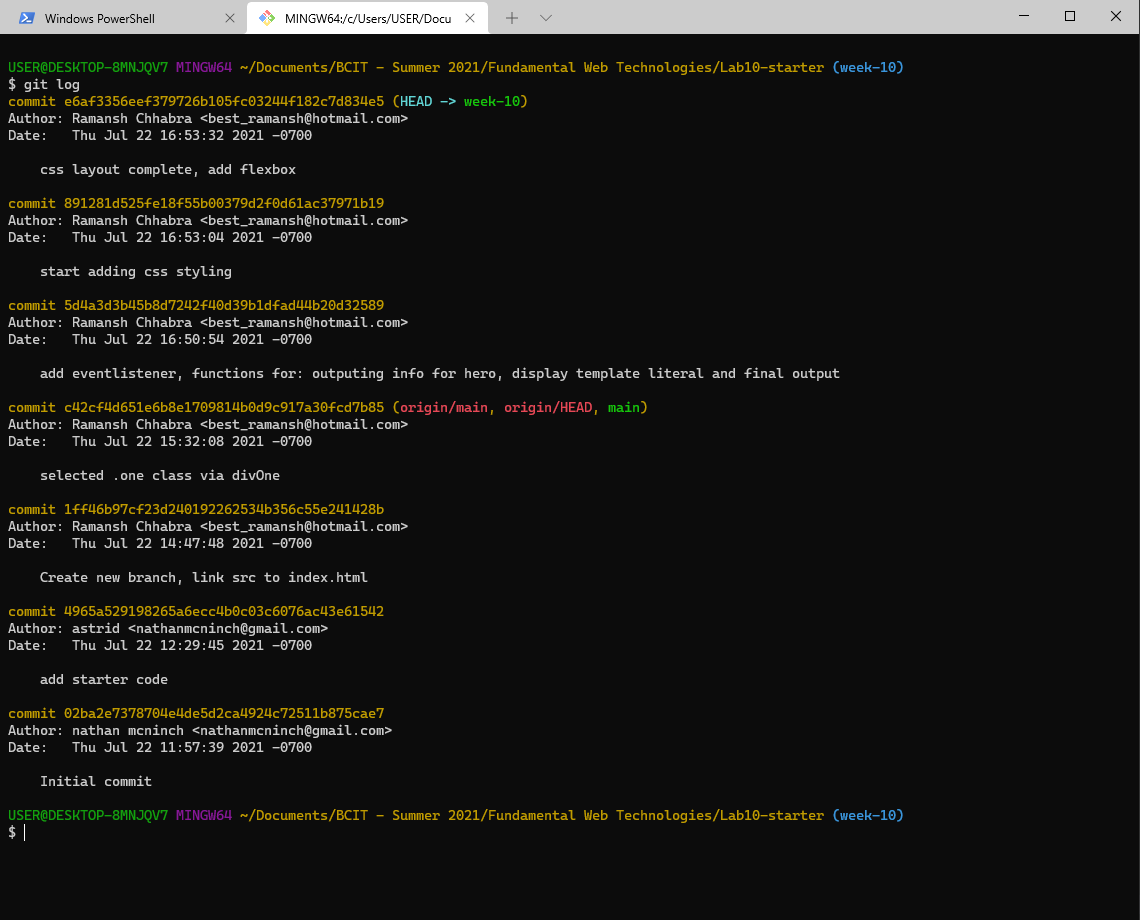 Windows PowerShell
MINGW64:/c/Users/USER/Docu
USER@DESKTOP-8MNJQV7 MINGW64 ~/Documents/BCIT - Summer 2021/Fundamental Web Technologies/Lab10-starter (week-10)
$ git log
commit e6af3356eef379726b105fc03244f182c7d834e5 (HEAD -> week-10)
Author: Ramansh Chhabra <best_ramansh@hotmail.com>
Date:   Thu Jul 22 16:53:32 2021 -0700
    css layout complete, add flexbox
commit 891281d525fe18f55b00379d2f0d61ac37971b19
Author: Ramansh Chhabra <best_ramansh@hotmail.com>
Date:   Thu Jul 22 16:53:04 2021 -0700
    start adding css styling
commit 5d4a3d3b45b8d7242f40d39b1dfad44b20d32589
Author: Ramansh Chhabra <best_ramansh@hotmail.com>
Date:   Thu Jul 22 16:50:54 2021 -0700
    add eventlistener, functions for: outputing info for hero, display template literal and final output
commit c42cf4d651e6b8e1709814b0d9c917a30fcd7b85 (origin/main, origin/HEAD, main)
Author: Ramansh Chhabra <best_ramansh@hotmail.com>
Date:   Thu Jul 22 15:32:08 2021 -0700
    selected .one class via divOne
commit 1ff46b97cf23d240192262534b356c55e241428b
Author: Ramansh Chhabra <best_ramansh@hotmail.com>
Date:   Thu Jul 22 14:47:48 2021 -0700
    Create new branch, link src to index.html
commit 4965a529198265a6ecc4b0c03c6076ac43e61542
Author: astrid <nathanmcninch@gmail.com>
Date:   Thu Jul 22 12:29:45 2021 -0700
    add starter code
commit 02ba2e7378704e4de5d2ca4924c72511b875cae7
Author: nathan mcninch <nathanmcninch@gmail.com>
Date:   Thu Jul 22 11:57:39 2021 -0700
    Initial commit
USER@DESKTOP-8MNJQV7 MINGW64 ~/Documents/BCIT - Summer 2021/Fundamental Web Technologies/Lab10-starter (week-10)
$